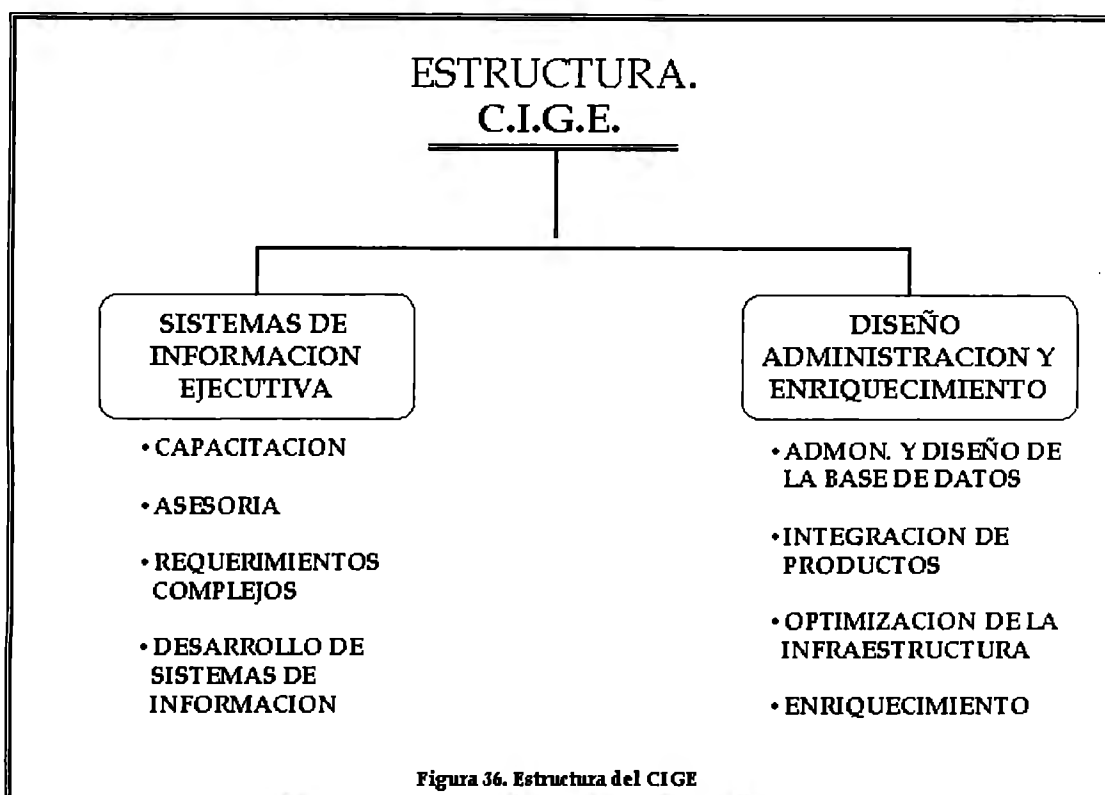 ESTRUCTURA.
C.I.G.E.
SISTEMAS DE
INFORMACION
EJECUTIVA
• CAPACITACION
• ASESORIA
• REQUERIMIENTOS
COMPLEJOS
• DESARROLLO DE
SISTEMAS DE
INFORMACION
DISEÑO
ADMINISTRACION Y
ENRIQUECIMIENTO
• ADMON. Y DISEÑO DE
LA BASE DE DATOS
• INTEGRACION DE
PRODUCTOS
• OPTIMIZACION DE LA
INFRAESTRUCTURA
• ENRIQUECIMIENTO
Figura 36. Estructura del CIGE